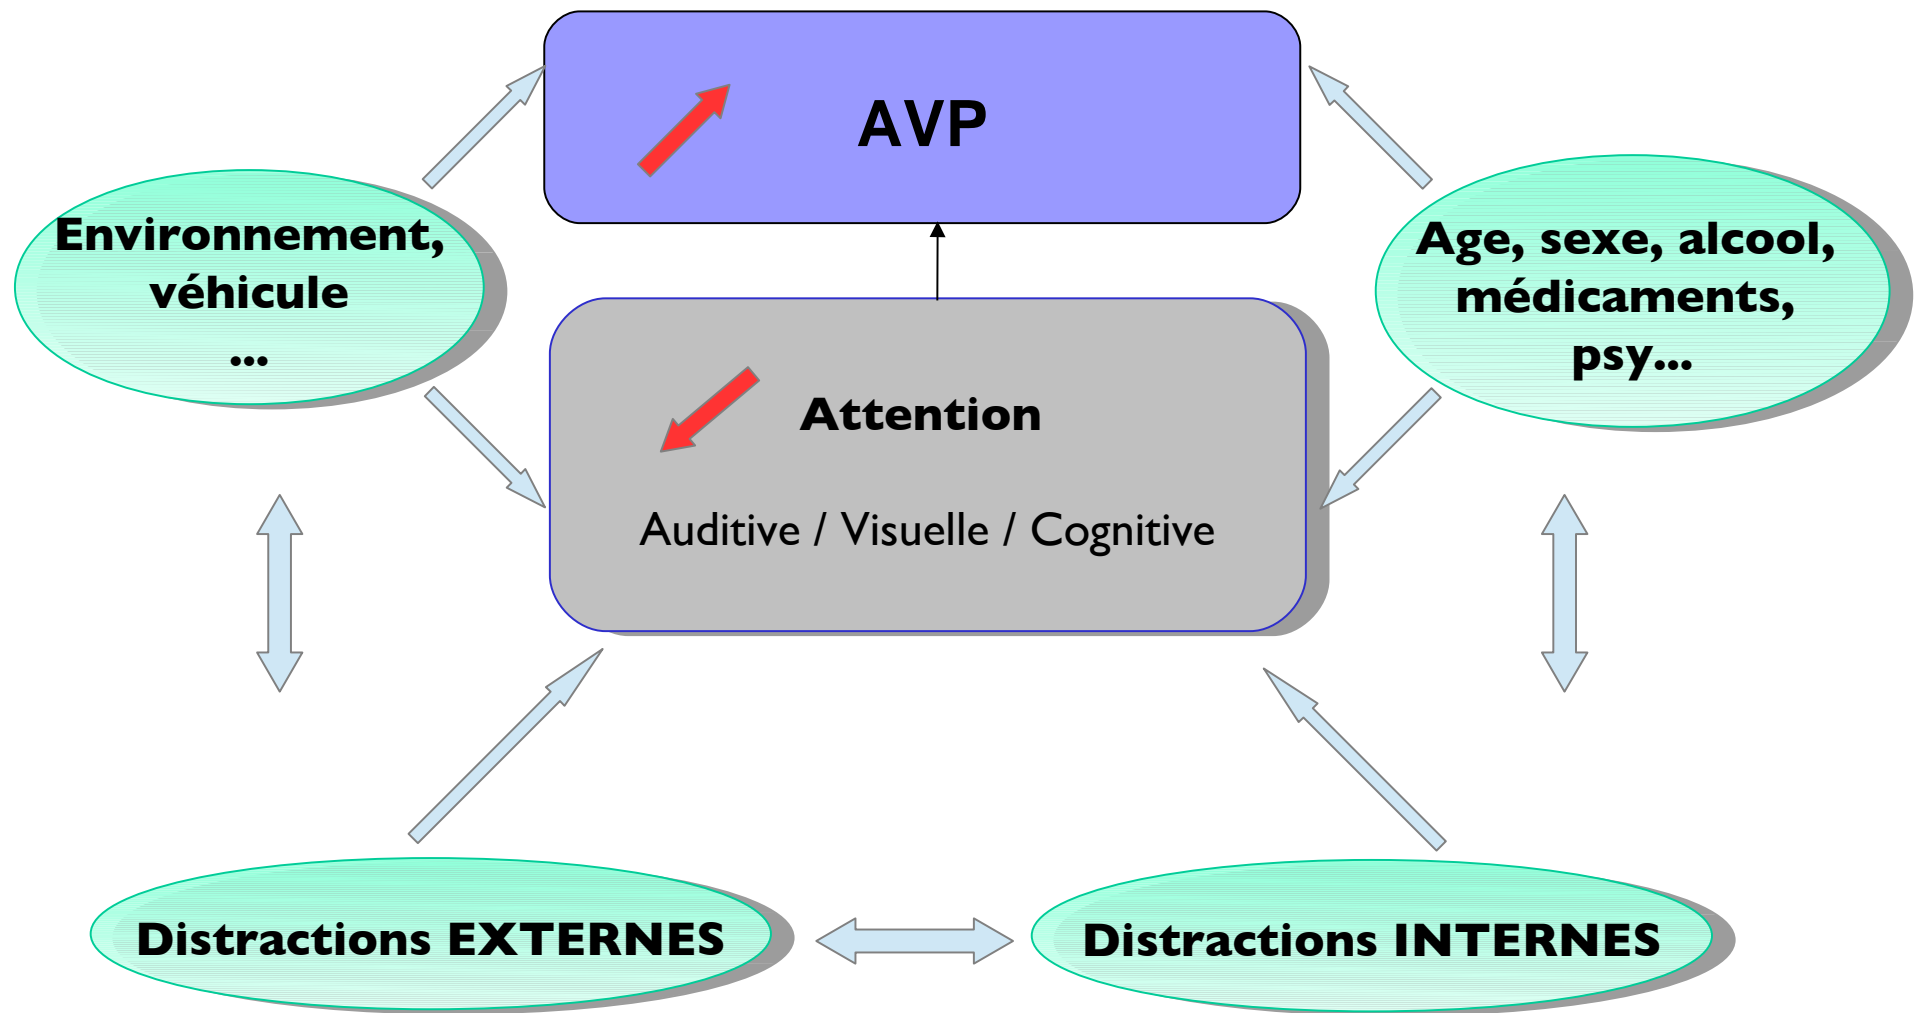 AVP
Environnement,
véhicule
...
Age, sexe, alcool,
médicaments,
psy...
Attention
Auditive / Visuelle / Cognitive
Distractions EXTERNES
Distractions INTERNES